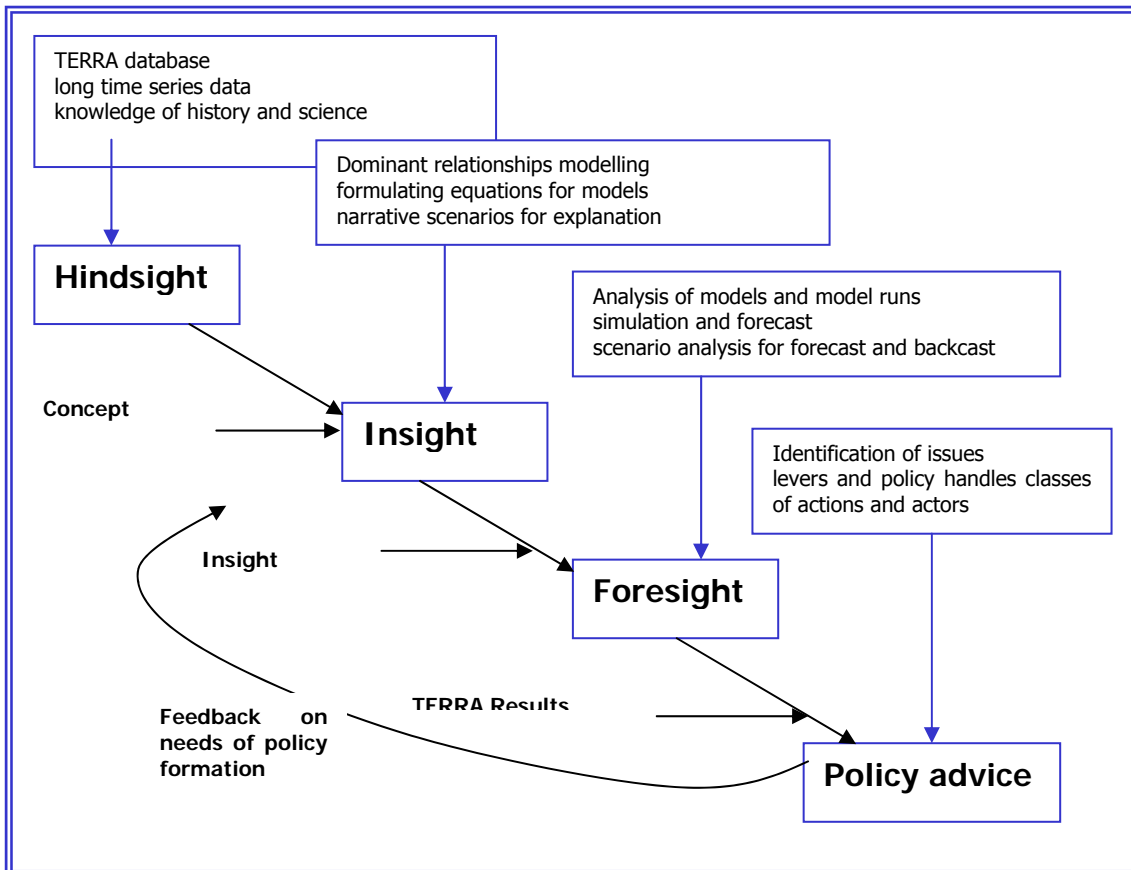 TERRA database
long time series data
knowledge of history and science
Dominant relationships modelling
formulating equations for models
narrative scenarios for explanation
Hindsight
Analysis of models and model runs
simulation and forecast
scenario analysis for forecast and backcast
Concept
Insight
Identification of issues
levers and policy handles classes
of actions and actors
Insight
Foresight
TERRA Results
Feedback on
needs of policy
formation
Policy advice